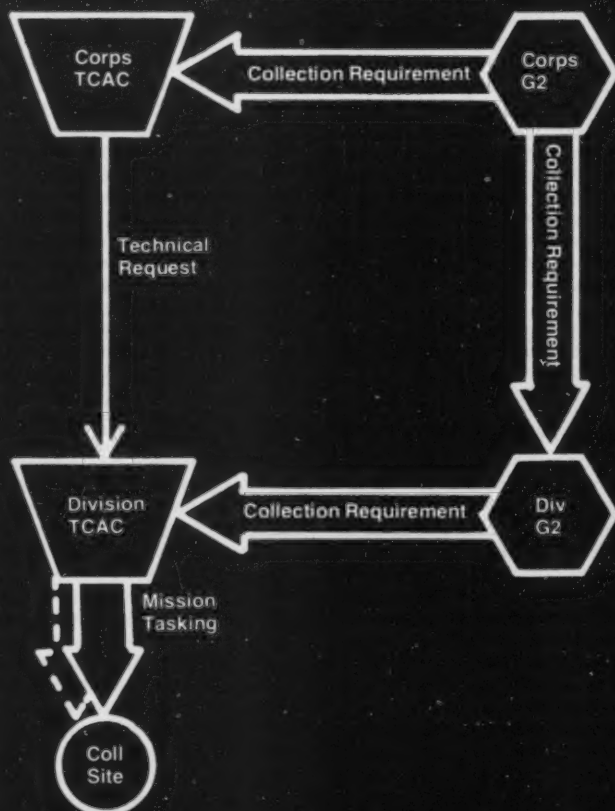 Corps
TCAC
Collection Requirement
Corps
G2
Collection Requirement
Technical
Request
Division
TCAC
Collection Requirement
Div
G2
Mission
Tasking
Coll
Site